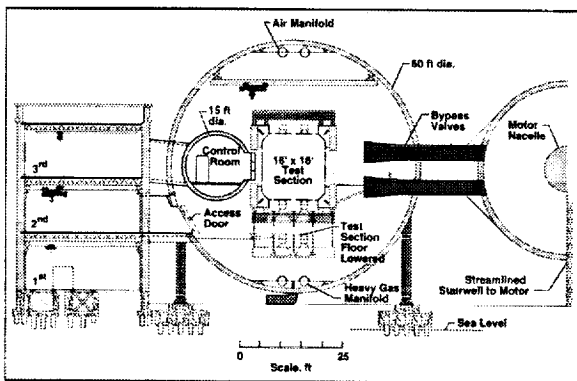 Air Manifold
60 ft dia.
15 ft
dia.
Bypass
Valves
Motor
Nacelle
Control
Room
16' x 16'
Test
Section
3rd
Access
Door
2nd
Test
Section
Floor
Lowered
1st
Heavy Gas
Manifold
Streamlined
Stairwell to Motor
Sea Level
0
25
Scale, ft